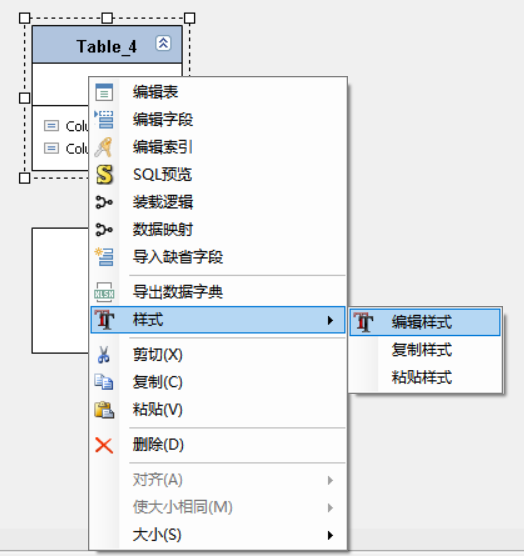 Table_4
Colu
Colu
编辑表
编辑字段
编辑索引
SQL预览
装载逻辑
数据映射
导入缺省字段
导出数据字典
样式
编辑样式
复制样式
粘贴样式
剪切(X)
复制(C)
粘贴(V)
删除(D)
对齐(A)
使大小相同(M)
大小(S)